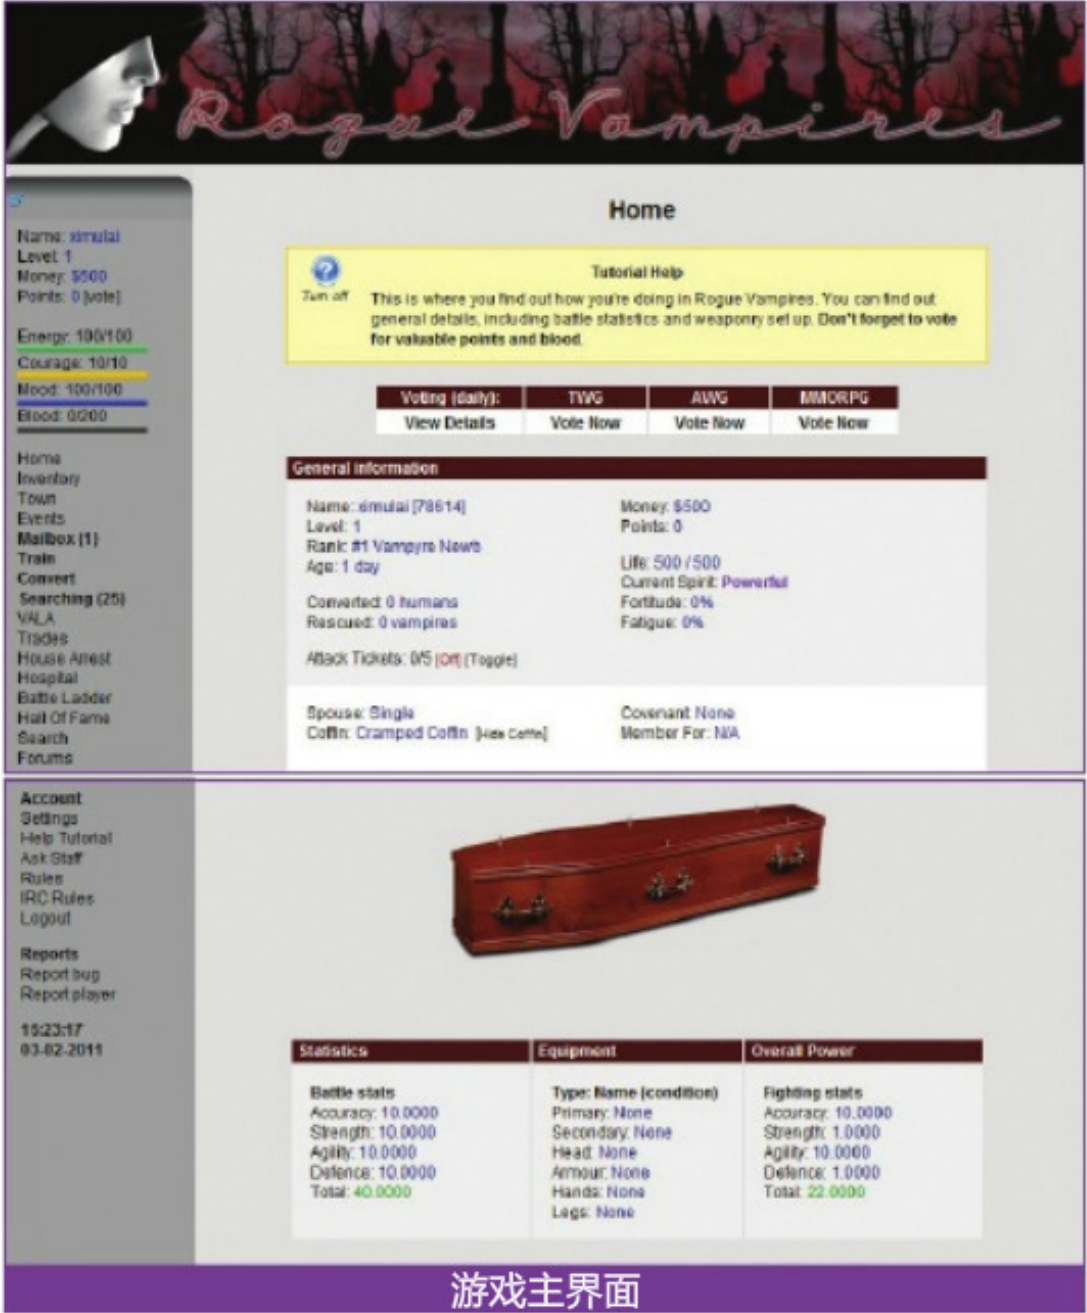 Rogue Vampires
Name: ximulai
Level: 1
Money: $500
Points: 0 [vote]
Energy: 100/100
Courage: 10/10
Mood: 100/100
Blood: 0/200
Home
Inventory
Town
Events
Mailbox (1)
Train
Convert
Searching (25)
VALA
Trades
House Arrest
Hospital
Battle Ladder
Hall Of Fame
Search
Forums
Home
Tutorial Help
Turn off
This is where you find out how you're doing in Rogue Vampires. You can find out
general details, including battle statistics and weaponry set up. Don't forget to vote
for valuable points and blood.
Voting (daily): TWG AWG MMORPG
View Details Vote Now Vote Now Vote Now
General information
Name: ximulai [78614]
Level: 1
Rank: #1 Vampyre Newb
Age: 1 day
Converted: 0 humans
Rescued: 0 vampires
Attack Tickets: 0/5 [Off] [Toggle]
Money: $500
Points: 0
Life: 500 / 500
Current Spirit: Powerful
Fortitude: 0%
Fatigue: 0%
Spouse: Single
Coffin: Cramped Coffin [Hide Coffin]
Covenant: None
Member For: N/A
Account
Settings
Help Tutorial
Ask Staff
Rules
IRC Rules
Logout
Reports
Report bug
Report player
15:23:17
03-02-2011
Statistics
Battle stats
Accuracy: 10.0000
Strength: 10.0000
Agility: 10.0000
Defence: 10.0000
Total: 40.0000
Equipment
Type: Name (condition)
Primary: None
Secondary: None
Head: None
Armour: None
Hands: None
Legs: None
Overall Power
Fighting stats
Accuracy: 10.0000
Strength: 1.0000
Agility: 10.0000
Defence: 1.0000
Total: 22.0000
游戏主界面